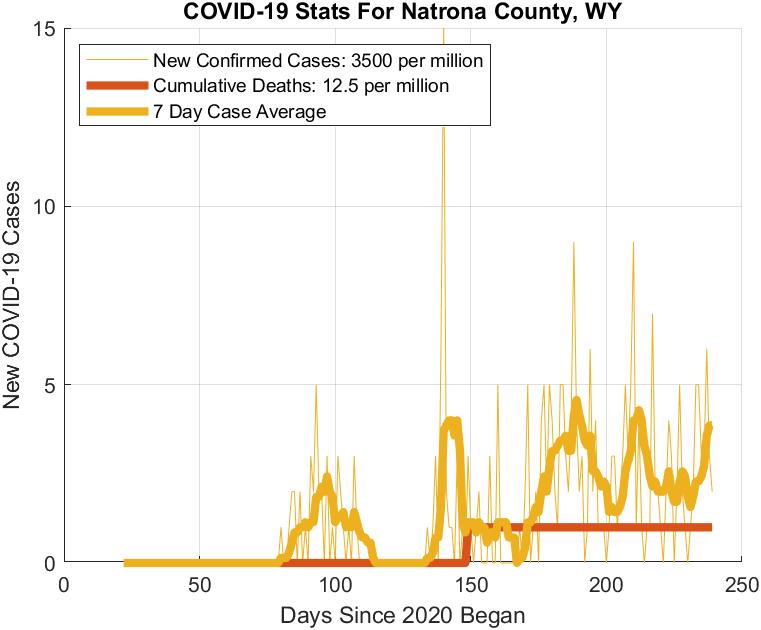 COVID-19 Stats For Natrona County, WY
New Confirmed Cases: 3500 per million
Cumulative Deaths: 12.5 per million
7 Day Case Average
New COVID-19 Cases
15
10
5
0
0 50 100 150 200 250
Days Since 2020 Began